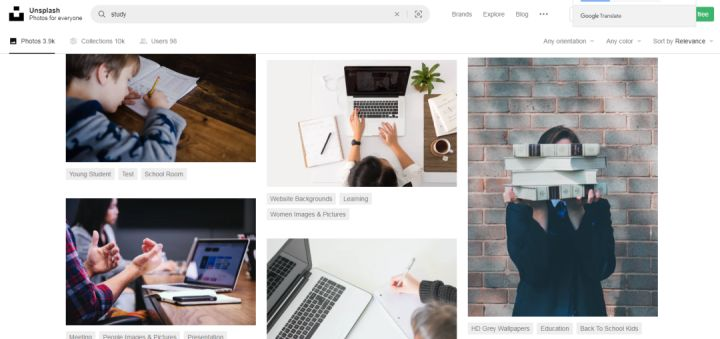 Unsplash
Photos for everyone
study
Brands Explore Blog
Google Translate
free
Photos 3.9k Collections 10k Users 98
Any orientation Any color Sort by Relevance
Young Student Test School Room
Website Backgrounds Learning
Women Images & Pictures
HD Grey Wallpapers Education Back To School Kids
Meeting People Images & Pictures Presentation